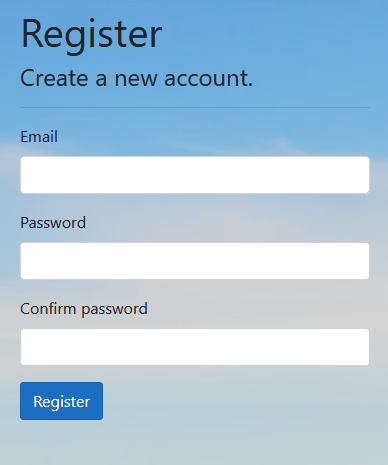 Register
Create a new account.
Email
Password
Confirm password
Register